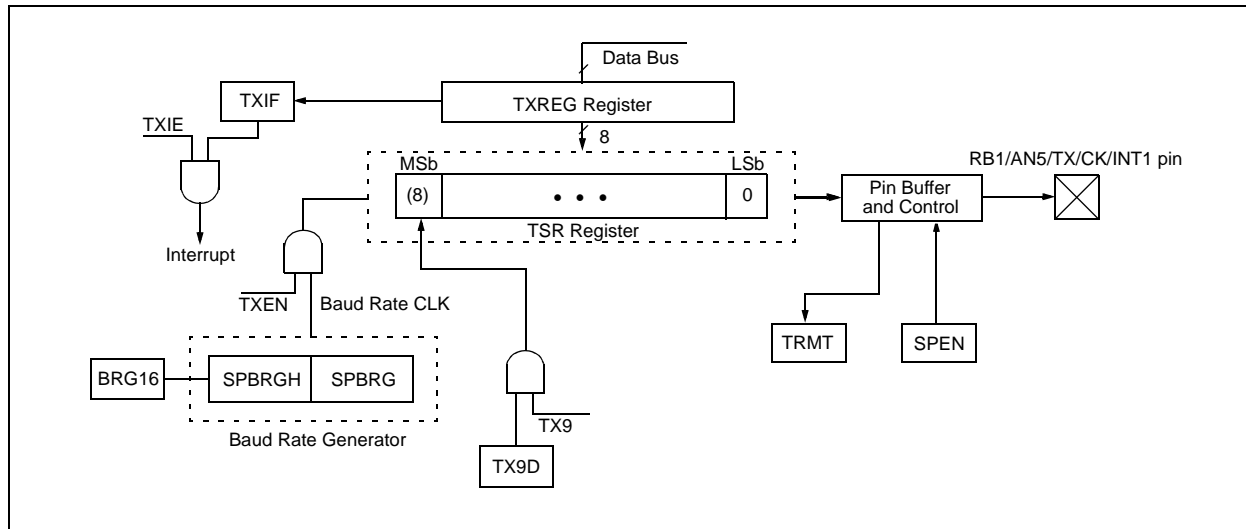 Data Bus
TXIF
TXREG Register
TXIE
8
MSb
LSb
RB1/AN5/TX/CK/INT1 pin
(8)
• • •
0
Pin Buffer
and Control
TSR Register
Interrupt
TXEN
Baud Rate CLK
TRMT
SPEN
BRG16
SPBRGH
SPBRG
TX9
Baud Rate Generator
TX9D